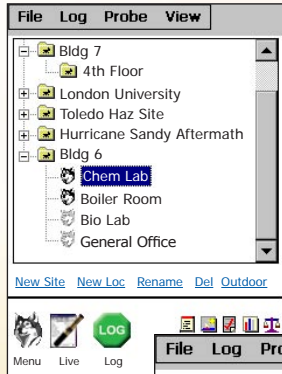 File Log Probe View
Bldg 7
4th Floor
London University
Toledo Haz Site
Hurricane Sandy Aftermath
Bldg 6
Chem Lab
Boiler Room
Bio Lab
General Office
New Site New Loc Rename Del Outdoor
LOG
Menu Live Log
File Log Pro